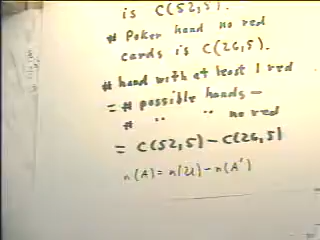 is C(52,5).
# Poker hand no red
cards is C(26,5).
# hand with at least 1 red
= # possible hands –
# " " no red
= C(52,5) – C(26,5)
n(A) = n(U) – n(A')